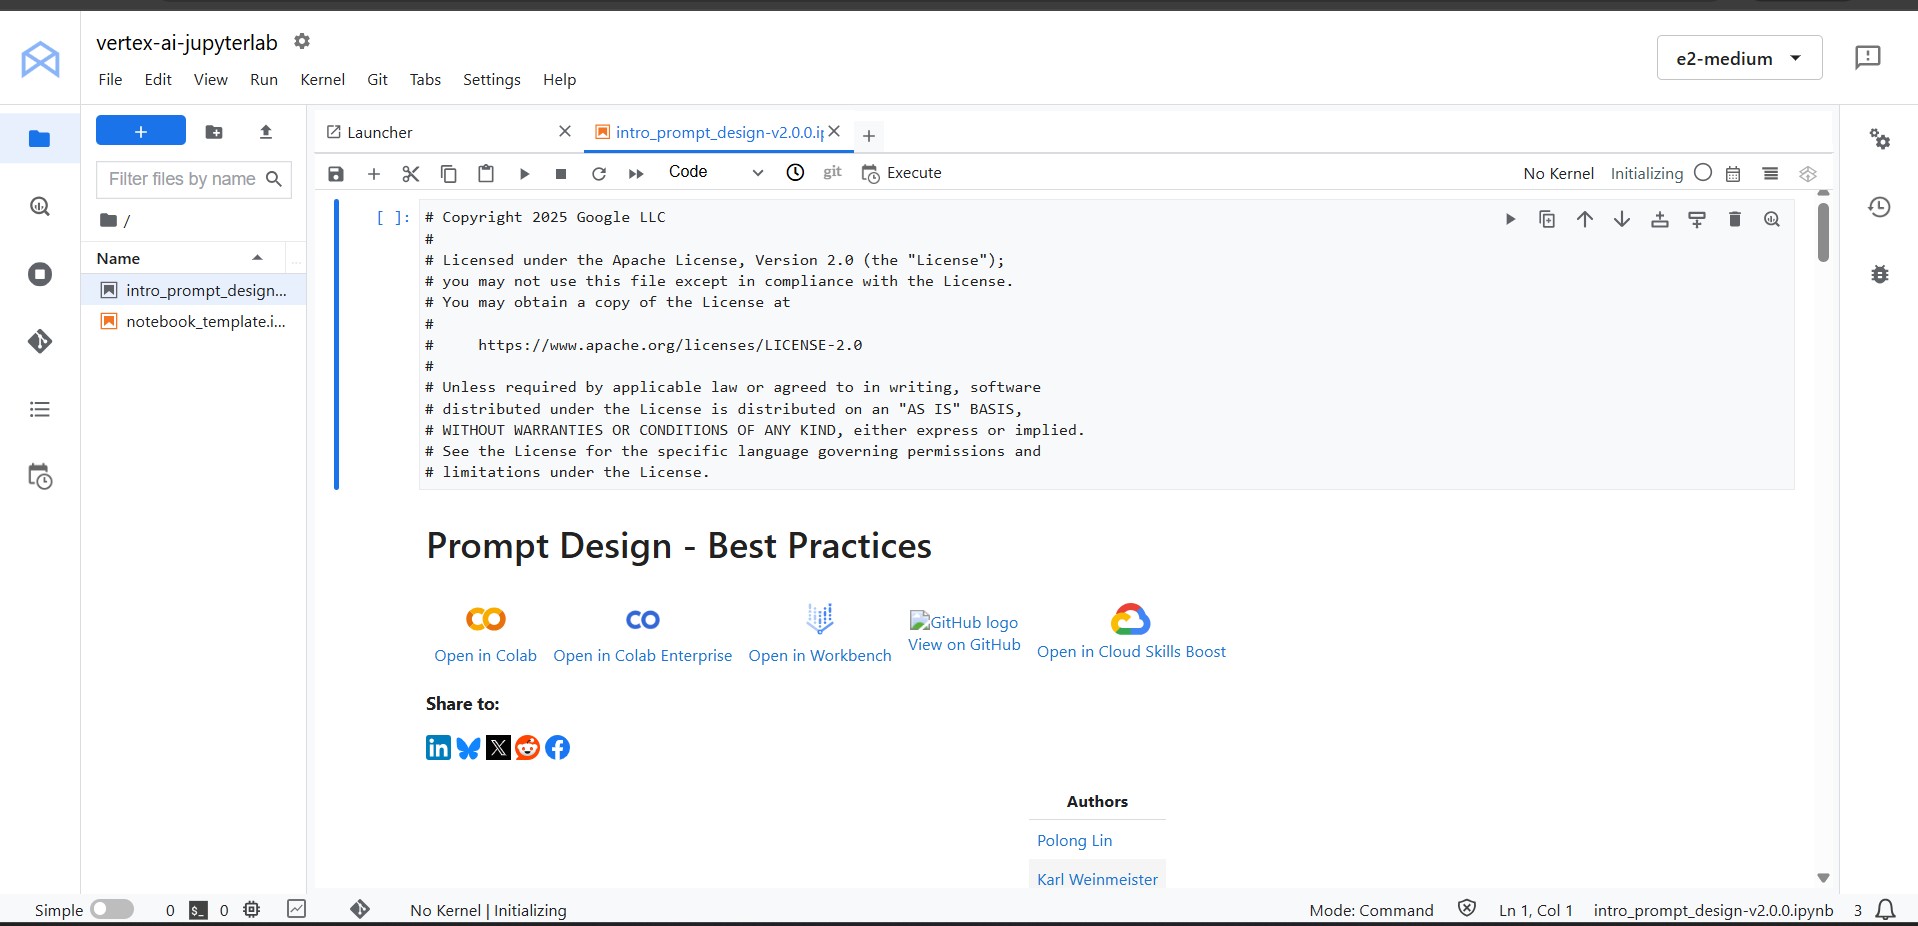 vertex-ai-jupyterlab
File Edit View Run Kernel Git Tabs Settings Help
e2-medium
Filter files by name
/
Name
intro_prompt_design...
notebook_template.i...
Launcher
intro_prompt_design-v2.0.0.ip
Code
git
Execute
No Kernel Initializing
[ ]:
# Copyright 2025 Google LLC
#
# Licensed under the Apache License, Version 2.0 (the "License");
# you may not use this file except in compliance with the License.
# You may obtain a copy of the License at
#
#     https://www.apache.org/licenses/LICENSE-2.0
#
# Unless required by applicable law or agreed to in writing, software
# distributed under the License is distributed on an "AS IS" BASIS,
# WITHOUT WARRANTIES OR CONDITIONS OF ANY KIND, either express or implied.
# See the License for the specific language governing permissions and
# limitations under the License.
Prompt Design - Best Practices
Open in Colab
Open in Colab Enterprise
Open in Workbench
GitHub logo
View on GitHub
Open in Cloud Skills Boost
Share to:
Authors
Polong Lin
Karl Weinmeister
Simple 0 0 No Kernel | Initializing Mode: Command Ln 1, Col 1 intro_prompt_design-v2.0.0.ipynb 3